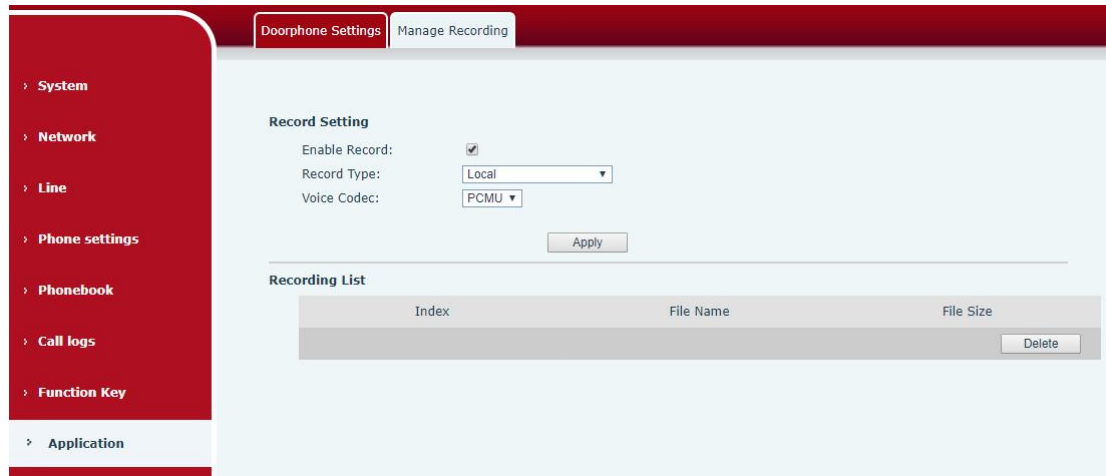 Doorphone Settings Manage Recording
System
Network
Line
Phone settings
Phonebook
Call logs
Function Key
Application
Record Setting
Enable Record:
Record Type: Local
Voice Codec: PCMU
Apply
Recording List
Index File Name File Size
Delete